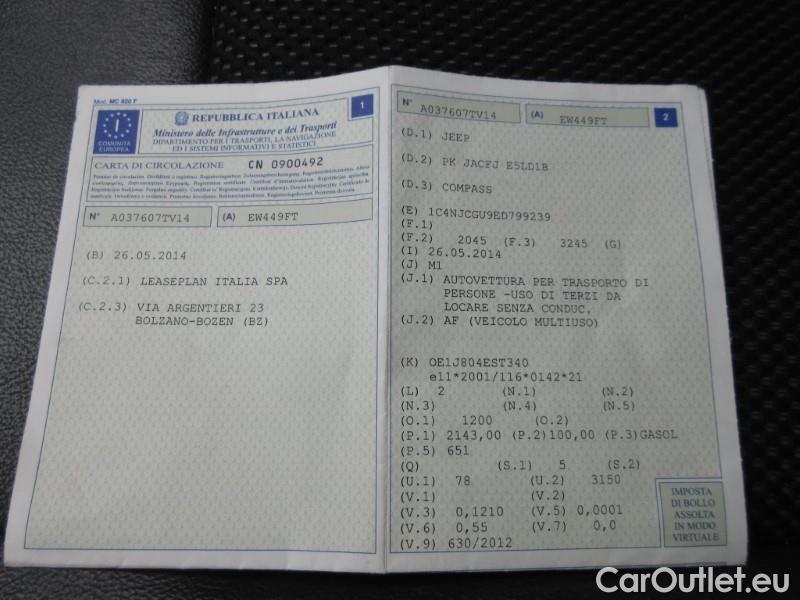 Mod. MC 820 F
1
I
COMUNITÀ
EUROPEA
REPUBBLICA ITALIANA
Ministero delle Infrastrutture e dei Trasporti
DIPARTIMENTO PER I TRASPORTI, LA NAVIGAZIONE
ED I SISTEMI INFORMATIVI E STATISTICI
CARTA DI CIRCOLAZIONE CN 0900492
N° A037607TV14 (A) EW449FT
(B) 26.05.2014
(C.2.1) LEASEPLAN ITALIA SPA
(C.2.3) VIA ARGENTIERI 23
BOLZANO-BOZEN (BZ)
N° A037607TV14 (A) EW449FT 2
(D.1) JEEP
(D.2) PK JACFJ E5LD1B
(D.3) COMPASS
(E) 1C4NJCGU9ED799239
(F.1)
(F.2) 2045 (F.3) 3245 (G)
(I) 26.05.2014
(J) M1
(J.1) AUTOVETTURA PER TRASPORTO DI
PERSONE -USO DI TERZI DA
LOCARE SENZA CONDUC.
(J.2) AF (VEICOLO MULTIUSO)
(K) OE1J804EST340
e11*2001/116*0142*21
(L) 2 (N.1) (N.2)
(N.3) (N.4) (N.5)
(O.1) 1200 (O.2)
(P.1) 2143,00 (P.2)100,00 (P.3)GASOL
(P.5) 651
(Q) (S.1) 5 (S.2)
(U.1) 78 (U.2) 3150
(V.1) (V.2)
(V.3) 0,1210 (V.5) 0,0001
(V.6) 0,55 (V.7) 0,0
(V.9) 630/2012
IMPOSTA
DI BOLLO
ASSOLTA
IN MODO
VIRTUALE
CarOutlet.eu